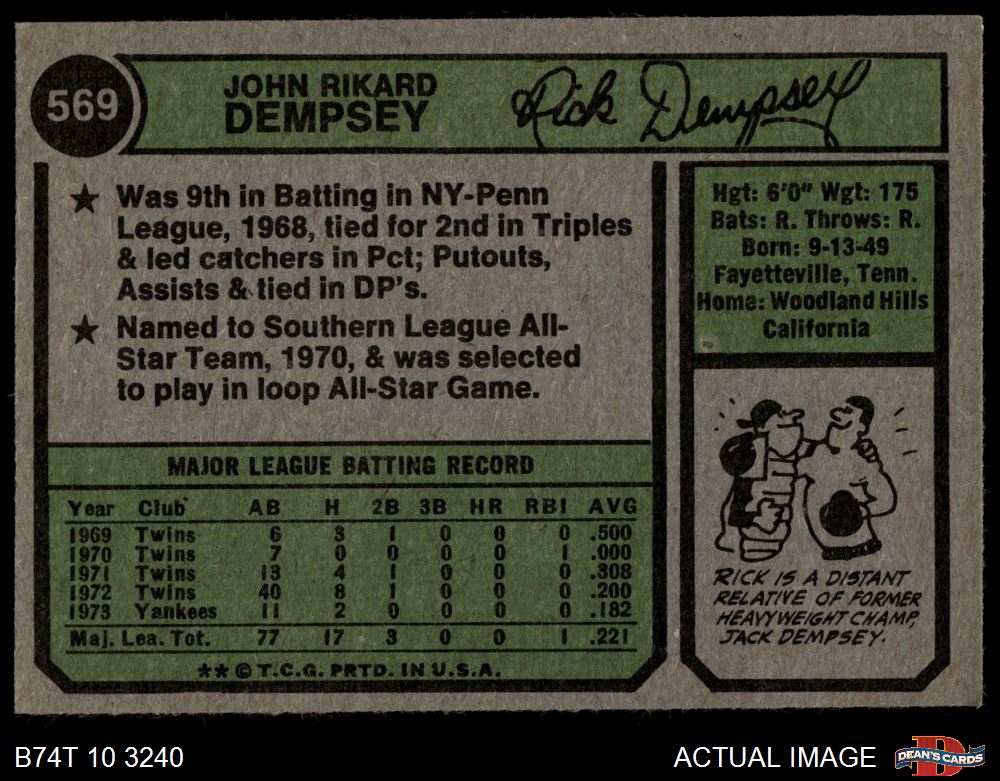 569
JOHN RIKARD
DEMPSEY
Rick Dempsey
★ Was 9th in Batting in NY-Penn
League, 1968, tied for 2nd in Triples
& led catchers in Pct; Putouts,
Assists & tied in DP's.
★ Named to Southern League All-
Star Team, 1970, & was selected
to play in loop All-Star Game.
Hgt: 6'0" Wgt: 175
Bats: R. Throws: R.
Born: 9-13-49
Fayetteville, Tenn.
Home: Woodland Hills
California
MAJOR LEAGUE BATTING RECORD
Year Club AB H 2B 3B HR RBI AVG
1969 Twins 6 3 1 0 0 0 .500
1970 Twins 7 0 0 0 0 1 .000
1971 Twins 13 4 1 0 0 0 .308
1972 Twins 40 8 1 0 0 0 .200
1973 Yankees 11 2 0 0 0 0 .182
Maj. Lea. Tot. 77 17 3 0 0 1 .221
** © T.C.G. PRTD. IN U.S.A.
RICK IS A DISTANT
RELATIVE OF FORMER
HEAVYWEIGHT CHAMP,
JACK DEMPSEY.
B74T 10 3240
ACTUAL IMAGE
D
DEAN'S CARDS